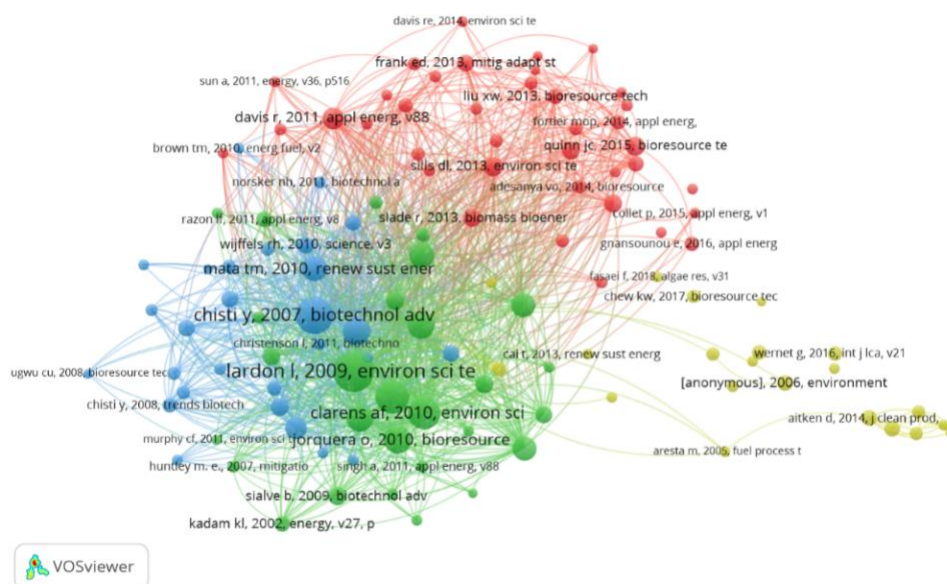 davis re, 2014, environ sci te
frank ed, 2013, mitig adapt st
sun a, 2011, energy, v36, p516
liu xw, 2013, bioresource tech
davis r, 2011, appl energ, v88
fortier mop, 2014, appl energ,
brown tm, 2010, energ fuel, v2
quinn jc, 2015, bioresource te
sills dl, 2013, environ sci te
norsker nh, 2011, biotechnol a
adesanya vo, 2014, bioresource
razon lf, 2011, appl energ, v8
slade r, 2013, biomass bioener
collet p, 2015, appl energ, v1
wijffels rh, 2010, science, v3
gnansounou e, 2016, appl energ
mata tm, 2010, renew sust ener
fasaei f, 2018, algae res, v31
chew kw, 2017, bioresource tec
chisti y, 2007, biotechnol adv
christenson l, 2011, biotechno
cai t, 2013, renew sust energ
wernet g, 2016, int j lca, v21
ugwu cu, 2008, bioresource tec
lardon l, 2009, environ sci te
[anonymous], 2006, environment
chisti y, 2008, trends biotech
clarens af, 2010, environ sci
aitken d, 2014, j clean prod,
murphy cf, 2011, environ sci t
jorquera o, 2010, bioresource
aresta m, 2005, fuel process t
huntley m. e., 2007, mitigatio
singh a, 2011, appl energ, v88
sialve b, 2009, biotechnol adv
kadam kl, 2002, energy, v27, p
VOSviewer